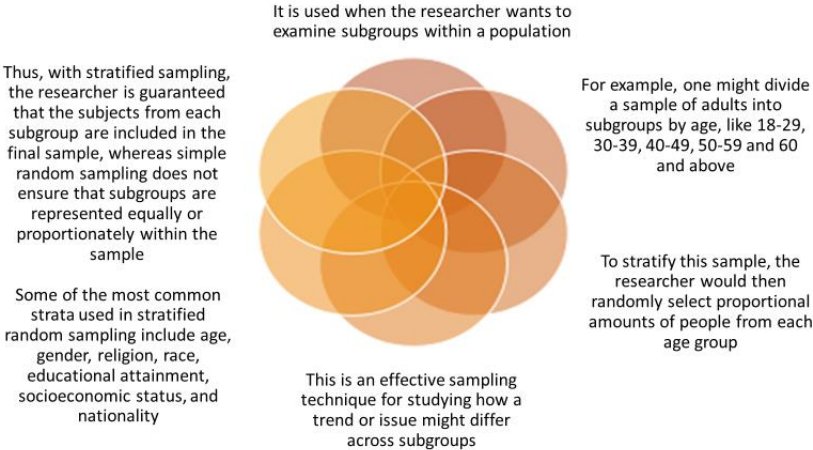 It is used when the researcher wants to
examine subgroups within a population
For example, one might divide
a sample of adults into
subgroups by age, like 18-29,
30-39, 40-49, 50-59 and 60
and above
To stratify this sample, the
researcher would then
randomly select proportional
amounts of people from each
age group
This is an effective sampling
technique for studying how a
trend or issue might differ
across subgroups
Some of the most common
strata used in stratified
random sampling include age,
gender, religion, race,
educational attainment,
socioeconomic status, and
nationality
Thus, with stratified sampling,
the researcher is guaranteed
that the subjects from each
subgroup are included in the
final sample, whereas simple
random sampling does not
ensure that subgroups are
represented equally or
proportionately within the
sample